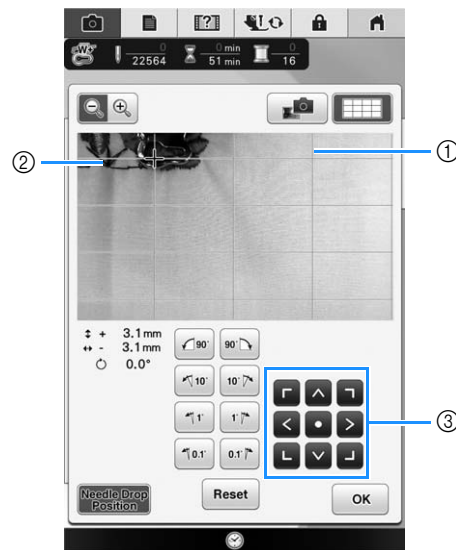 0
22564
0 min
51 min
0
16
①
②
↕ + 3.1 mm
↔ - 3.1 mm
0.0°
90° 90°
10° 10°
1° 1°
0.1° 0.1°
③
Needle Drop
Position
Reset
OK